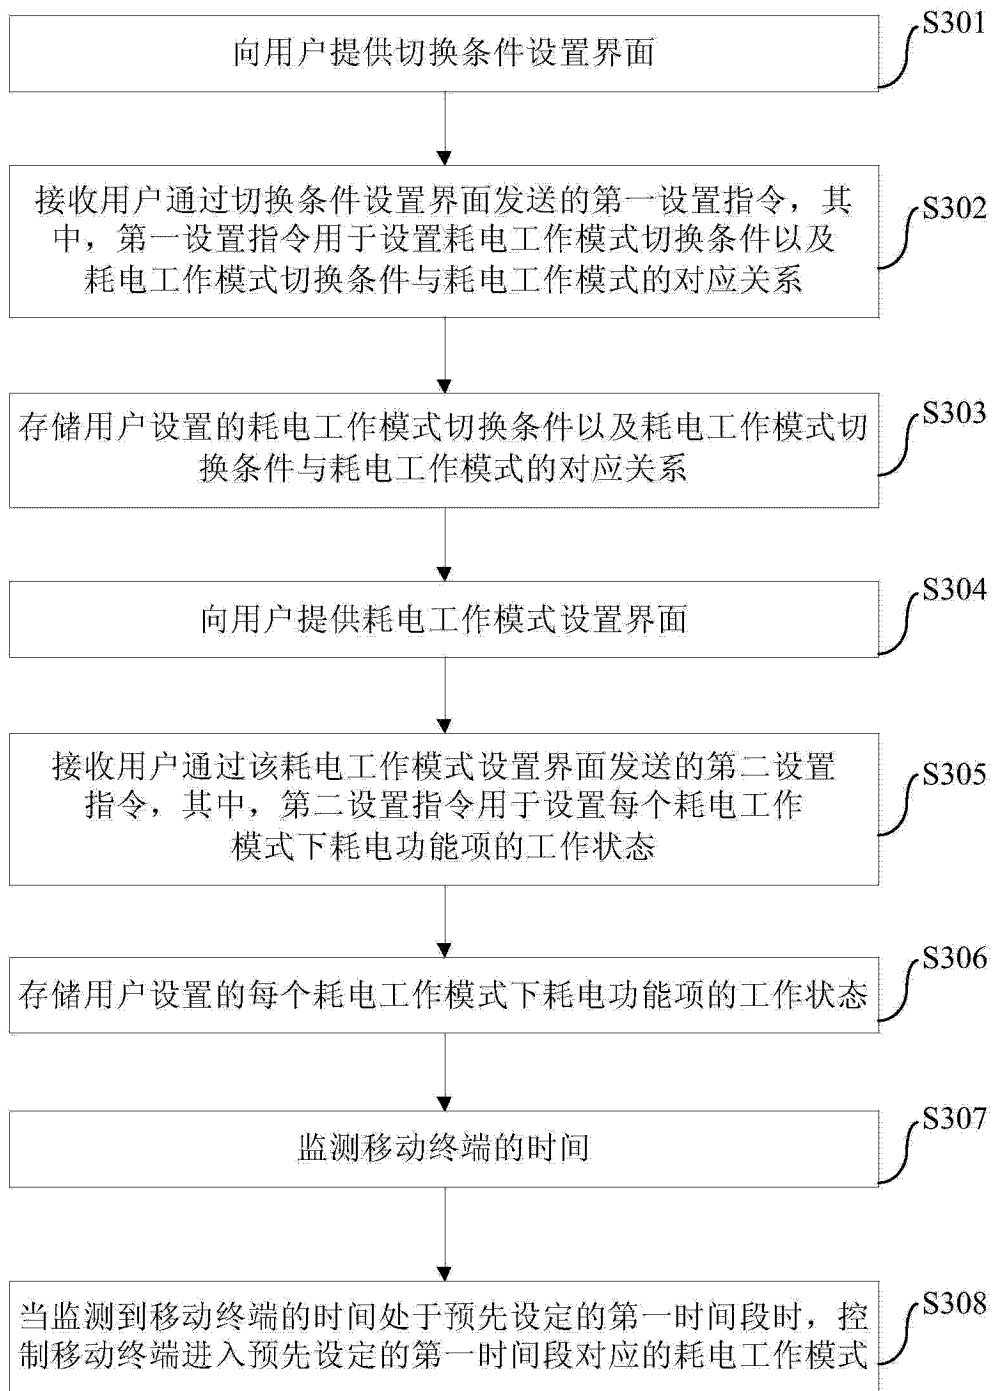 S301
向用户提供切换条件设置界面
S302
接收用户通过切换条件设置界面发送的第一设置指令，其
中，第一设置指令用于设置耗电工作模式切换条件以及
耗电工作模式切换条件与耗电工作模式的对应关系
S303
存储用户设置的耗电工作模式切换条件以及耗电工作模式切
换条件与耗电工作模式的对应关系
S304
向用户提供耗电工作模式设置界面
S305
接收用户通过该耗电工作模式设置界面发送的第二设置
指令，其中，第二设置指令用于设置每个耗电工作
模式下耗电功能项的工作状态
S306
存储用户设置的每个耗电工作模式下耗电功能项的工作状态
S307
监测移动终端的时间
S308
当监测到移动终端的时间处于预先设定的第一时间段时，控
制移动终端进入预先设定的第一时间段对应的耗电工作模式